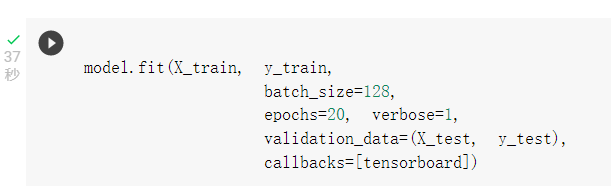 37
秒
model.fit(X_train, y_train,
batch_size=128,
epochs=20, verbose=1,
validation_data=(X_test, y_test),
callbacks=[tensorboard])